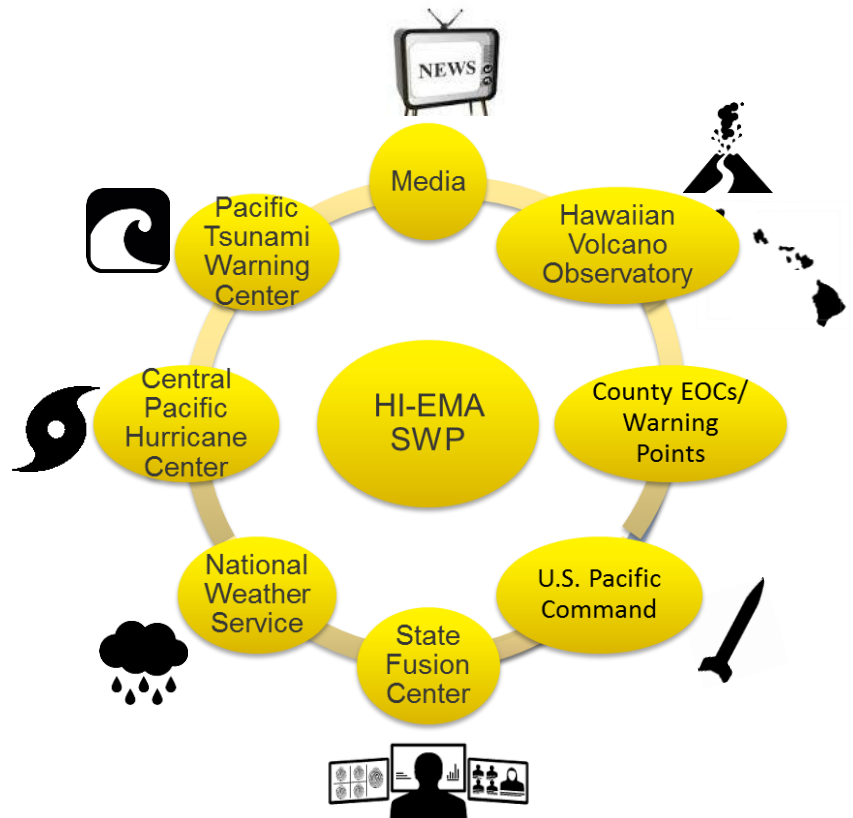 NEWS
Media
Hawaiian
Volcano
Observatory
County EOCs/
Warning
Points
U.S. Pacific
Command
State
Fusion
Center
National
Weather
Service
Central
Pacific
Hurricane
Center
Pacific
Tsunami
Warning
Center
HI-EMA
SWP